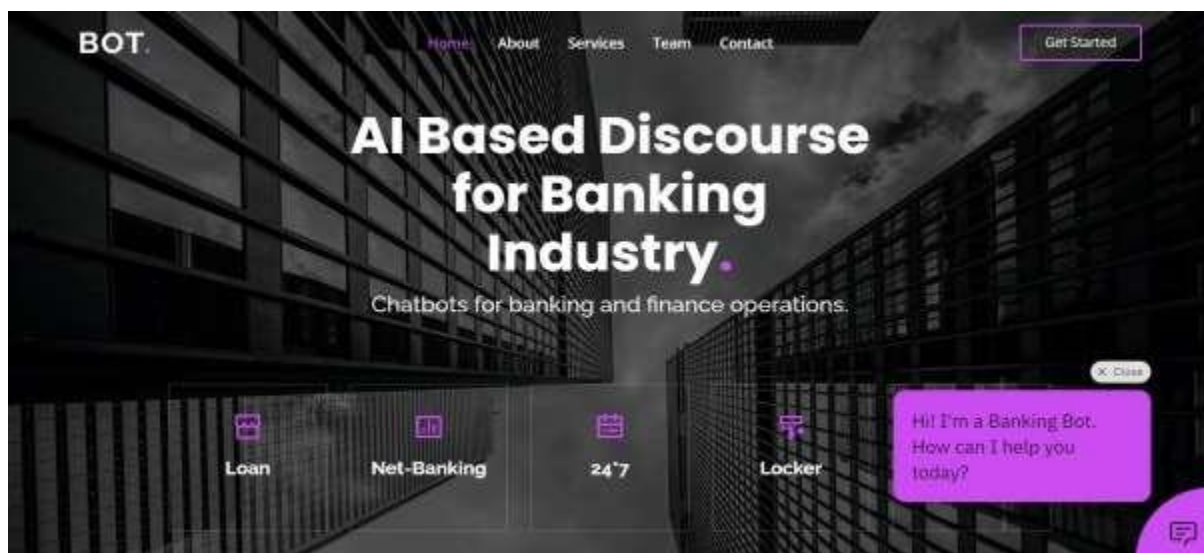 BOT.
Home About Services Team Contact
Get Started
AI Based Discourse
for Banking
Industry.
Chatbots for banking and finance operations.
× Close
Hi! I'm a Banking Bot.
How can I help you
today?
Loan Net-Banking 24*7 Locker